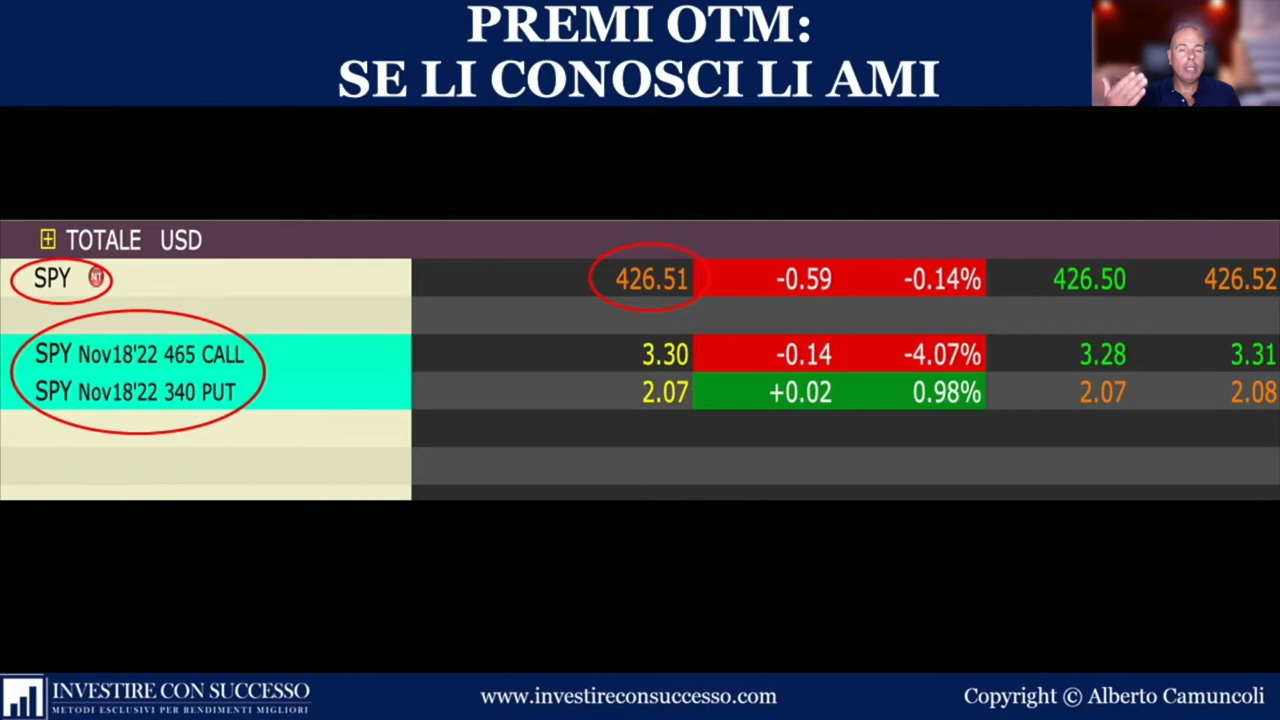 PREMI OTM:
SE LI CONOSCI LI AMI
TOTALE USD
SPY NT 426.51 -0.59 -0.14% 426.50 426.52
SPY Nov18'22 465 CALL 3.30 -0.14 -4.07% 3.28 3.31
SPY Nov18'22 340 PUT 2.07 +0.02 0.98% 2.07 2.08
INVESTIRE CON SUCCESSO
METODI ESCLUSIVI PER RENDIMENTI MIGLIORI
www.investireconsuccesso.com
Copyright © Alberto Camuncoli